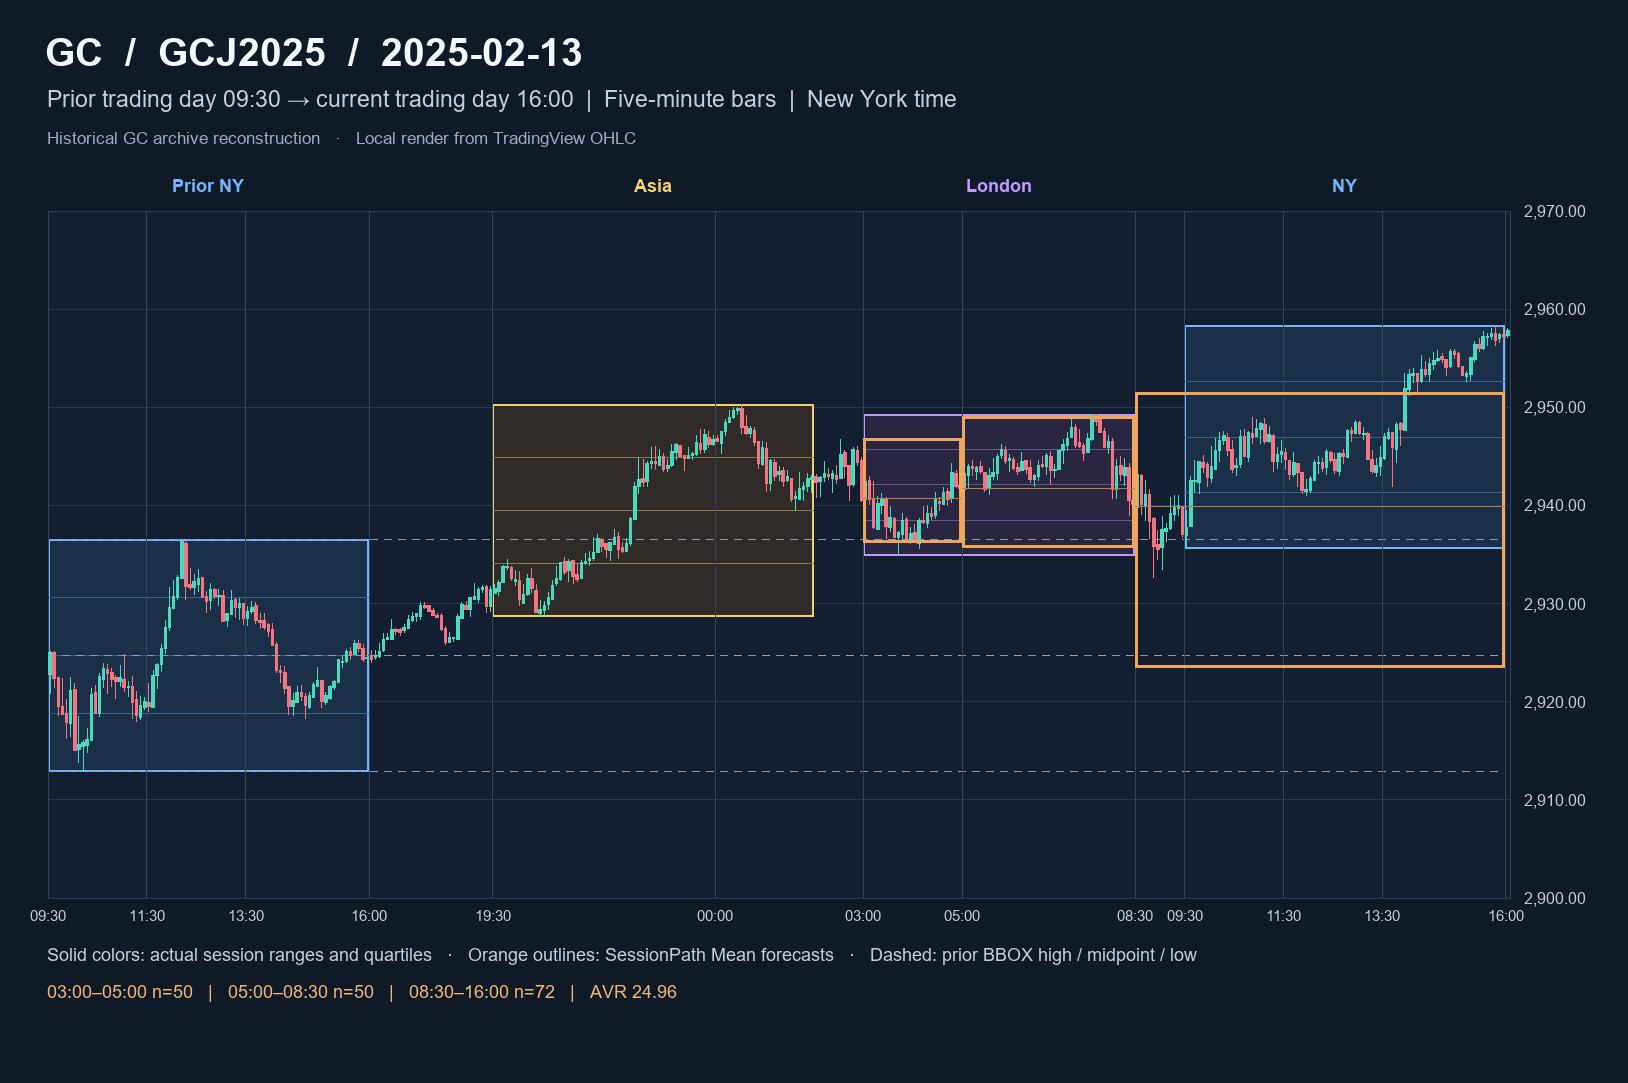 GC / GCJ2025 / 2025-02-13
Prior trading day 09:30 → current trading day 16:00 | Five-minute bars | New York time
Historical GC archive reconstruction · Local render from TradingView OHLC
Prior NY Asia London NY
2,970.00
2,960.00
2,950.00
2,940.00
2,930.00
2,920.00
2,910.00
2,900.00
09:30 11:30 13:30 16:00 19:30 00:00 03:00 05:00 08:30 09:30 11:30 13:30 16:00
Solid colors: actual session ranges and quartiles · Orange outlines: SessionPath Mean forecasts · Dashed: prior BBOX high / midpoint / low
03:00–05:00 n=50 | 05:00–08:30 n=50 | 08:30–16:00 n=72 | AVR 24.96